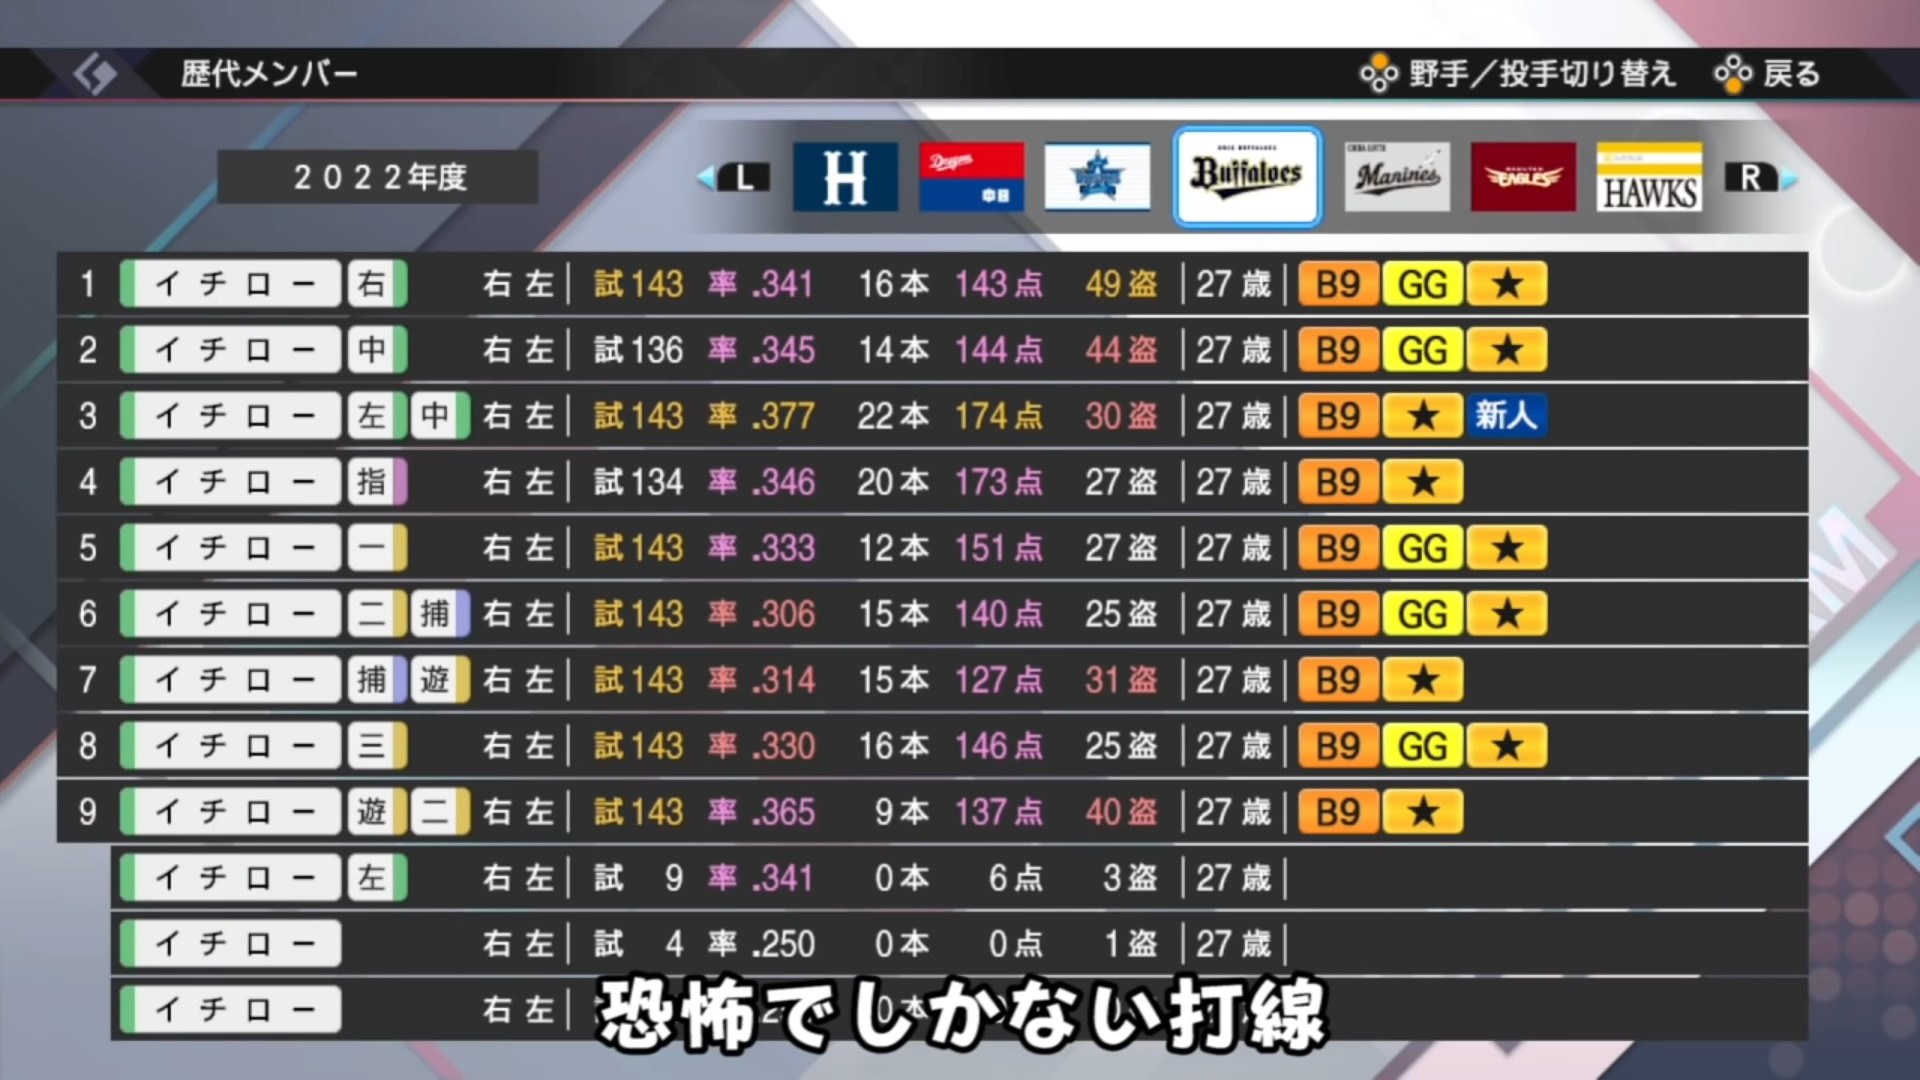 歴代メンバー 野手／投手切り替え 戻る
2022年度 L H Dragons 中日 Buffaloes CHIBA LOTTE Marines EAGLES HAWKS R
1 イチロー 右 右左 試143 率.341 16本 143点 49盗 27歳 B9 GG ★
2 イチロー 中 右左 試136 率.345 14本 144点 44盗 27歳 B9 GG ★
3 イチロー 左 中 右左 試143 率.377 22本 174点 30盗 27歳 B9 ★ 新人
4 イチロー 指 右左 試134 率.346 20本 173点 27盗 27歳 B9 ★
5 イチロー 一 右左 試143 率.333 12本 151点 27盗 27歳 B9 GG ★
6 イチロー 二 捕 右左 試143 率.306 15本 140点 25盗 27歳 B9 GG ★
7 イチロー 捕 遊 右左 試143 率.314 15本 127点 31盗 27歳 B9 ★
8 イチロー 三 右左 試143 率.330 16本 146点 25盗 27歳 B9 GG ★
9 イチロー 遊 二 右左 試143 率.365 9本 137点 40盗 27歳 B9 ★
イチロー 左 右左 試9 率.341 0本 6点 3盗 27歳
イチロー 右左 試4 率.250 0本 0点 1盗 27歳
イチロー 右左
恐怖でしかない打線